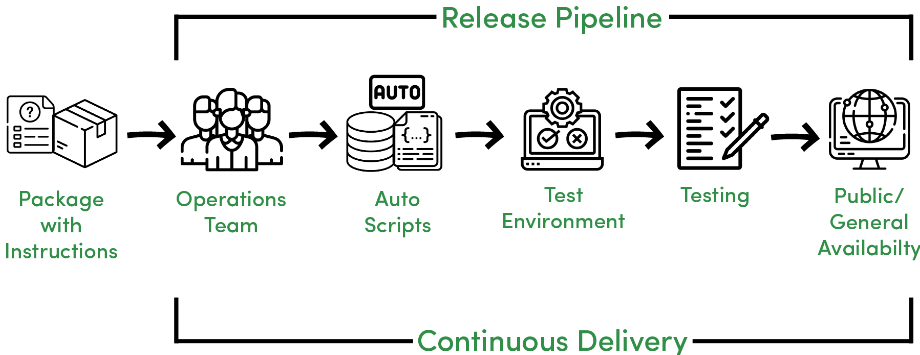 Release Pipeline
AUTO
?
{...}
Package
with
Instructions
Operations
Team
Auto
Scripts
Test
Environment
Testing
Public/
General
Availabilty
Continuous Delivery